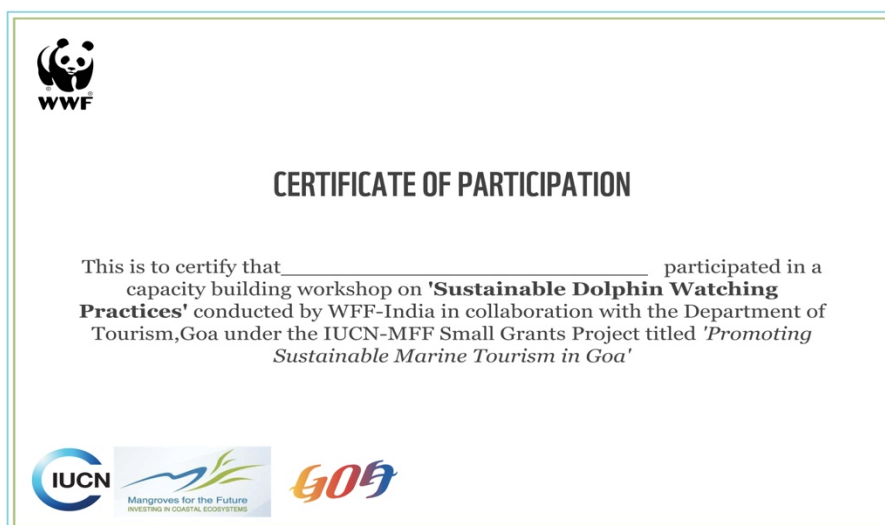 WWF
CERTIFICATE OF PARTICIPATION
This is to certify that____________________________________ participated in a
capacity building workshop on 'Sustainable Dolphin Watching
Practices' conducted by WFF-India in collaboration with the Department of
Tourism,Goa under the IUCN-MFF Small Grants Project titled 'Promoting
Sustainable Marine Tourism in Goa'
IUCN
Mangroves for the Future
INVESTING IN COASTAL ECOSYSTEMS
GOA